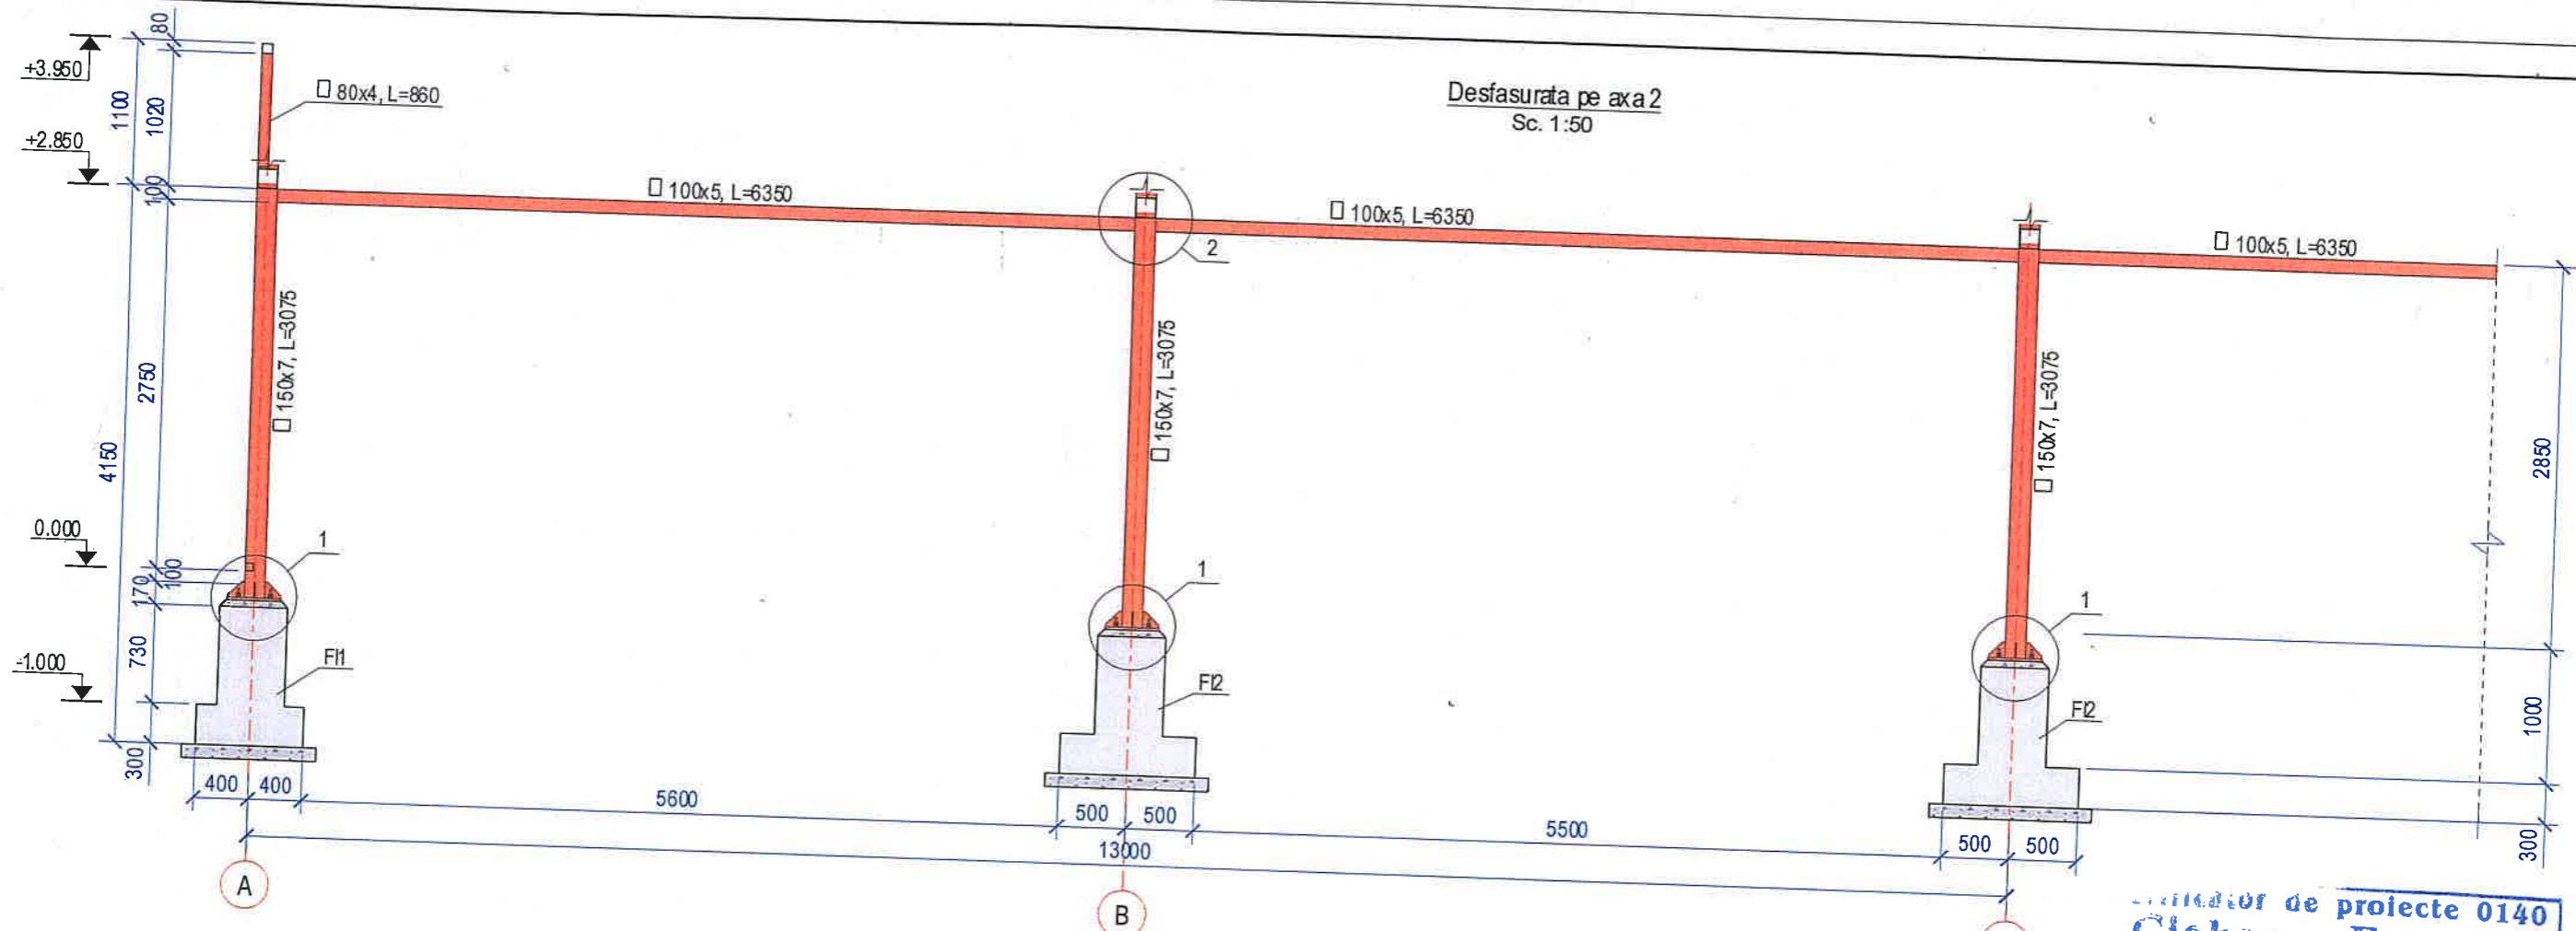 Desfasurata pe axa 2
Sc. 1:50
80
+3.950
1100
1020
□ 80x4, L=860
+2.850
100
□ 100x5, L=6350
□ 100x5, L=6350
□ 100x5, L=6350
2
□ 150x7, L=3075
□ 150x7, L=3075
□ 150x7, L=3075
2750
4150
2850
0.000
100
170
1
1
1
730
-1.000
FI1
FI2
FI2
1000
300
300
400
400
5600
500
500
5500
500
500
13000
A
B
de proiecte 0140